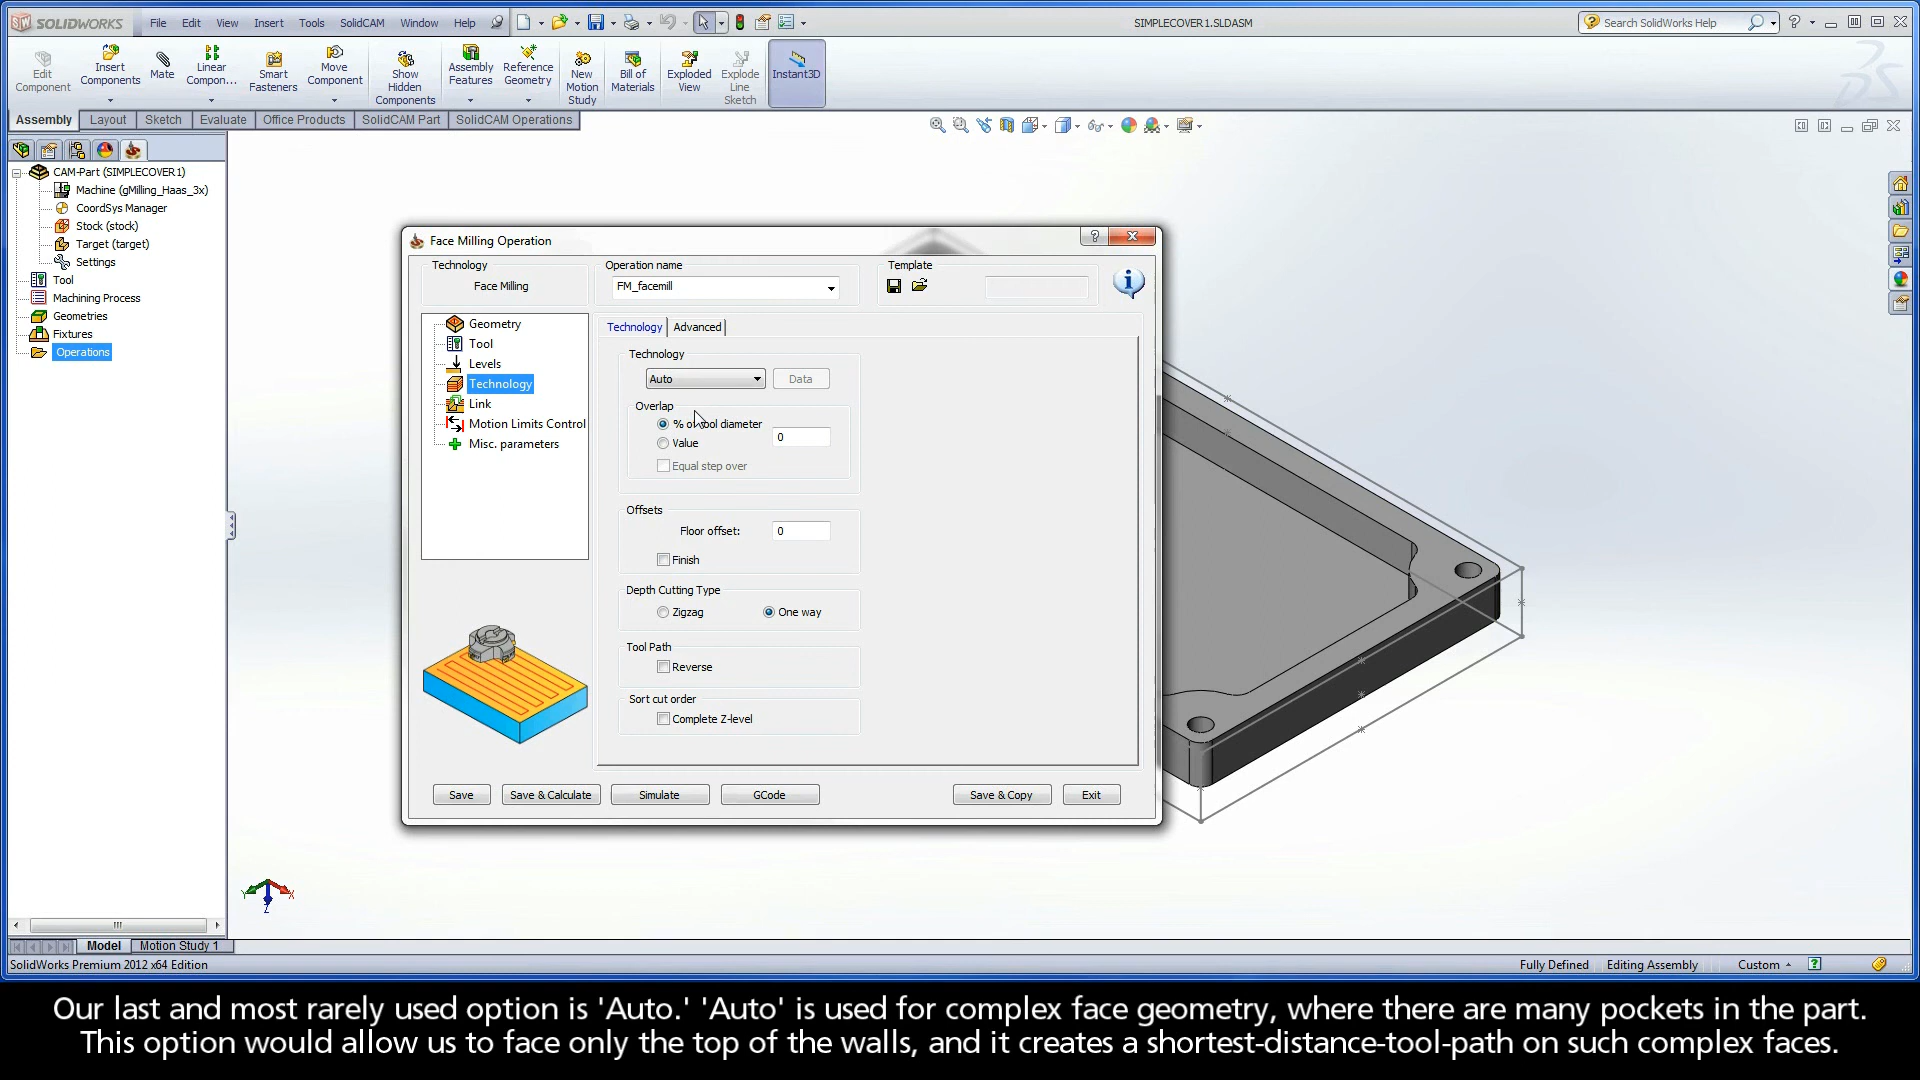 SOLIDWORKS File Edit View Insert Tools SolidCAM Window Help SIMPLECOVER1.SLDASM Search SolidWorks Help
Edit Component
Insert Components
Mate
Linear Compon...
Smart Fasteners
Move Component
Show Hidden Components
Assembly Features
Reference Geometry
New Motion Study
Bill of Materials
Exploded View
Explode Line Sketch
Instant3D
Assembly Layout Sketch Evaluate Office Products SolidCAM Part SolidCAM Operations
CAM-Part (SIMPLECOVER1)
Machine (gMilling_Haas_3x)
CoordSys Manager
Stock (stock)
Target (target)
Settings
Tool
Machining Process
Geometries
Fixtures
Operations
Face Milling Operation
Technology
Face Milling
Operation name
FM_facemill
Template
Geometry
Tool
Levels
Technology
Link
Motion Limits Control
Misc. parameters
Technology Advanced
Technology
Auto Data
Overlap
% of tool diameter
Value
0
Equal step over
Offsets
Floor offset: 0
Finish
Depth Cutting Type
Zigzag One way
Tool Path
Reverse
Sort cut order
Complete Z-level
Save Save & Calculate Simulate GCode Save & Copy Exit
Model Motion Study 1
SolidWorks Premium 2012 x64 Edition Fully Defined Editing Assembly Custom
Our last and most rarely used option is 'Auto.' 'Auto' is used for complex face geometry, where there are many pockets in the part.
This option would allow us to face only the top of the walls, and it creates a shortest-distance-tool-path on such complex faces.